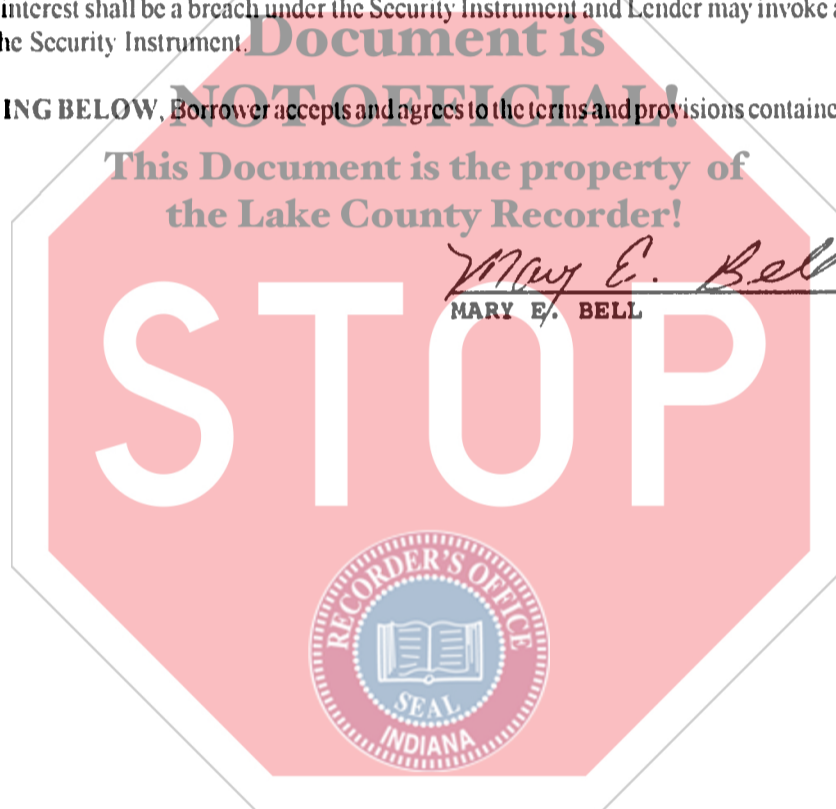 interest shall be a breach under the Security Instrument and Lender may invoke
he Security Instrument.
Document is
NOT OFFICIAL!
ING BELOW, Borrower accepts and agrees to the terms and provisions containe
This Document is the property of
the Lake County Recorder!
Mary E. Bell
MARY E. BELL
STOP
RECORDER'S OFFICE
SEAL
INDIANA